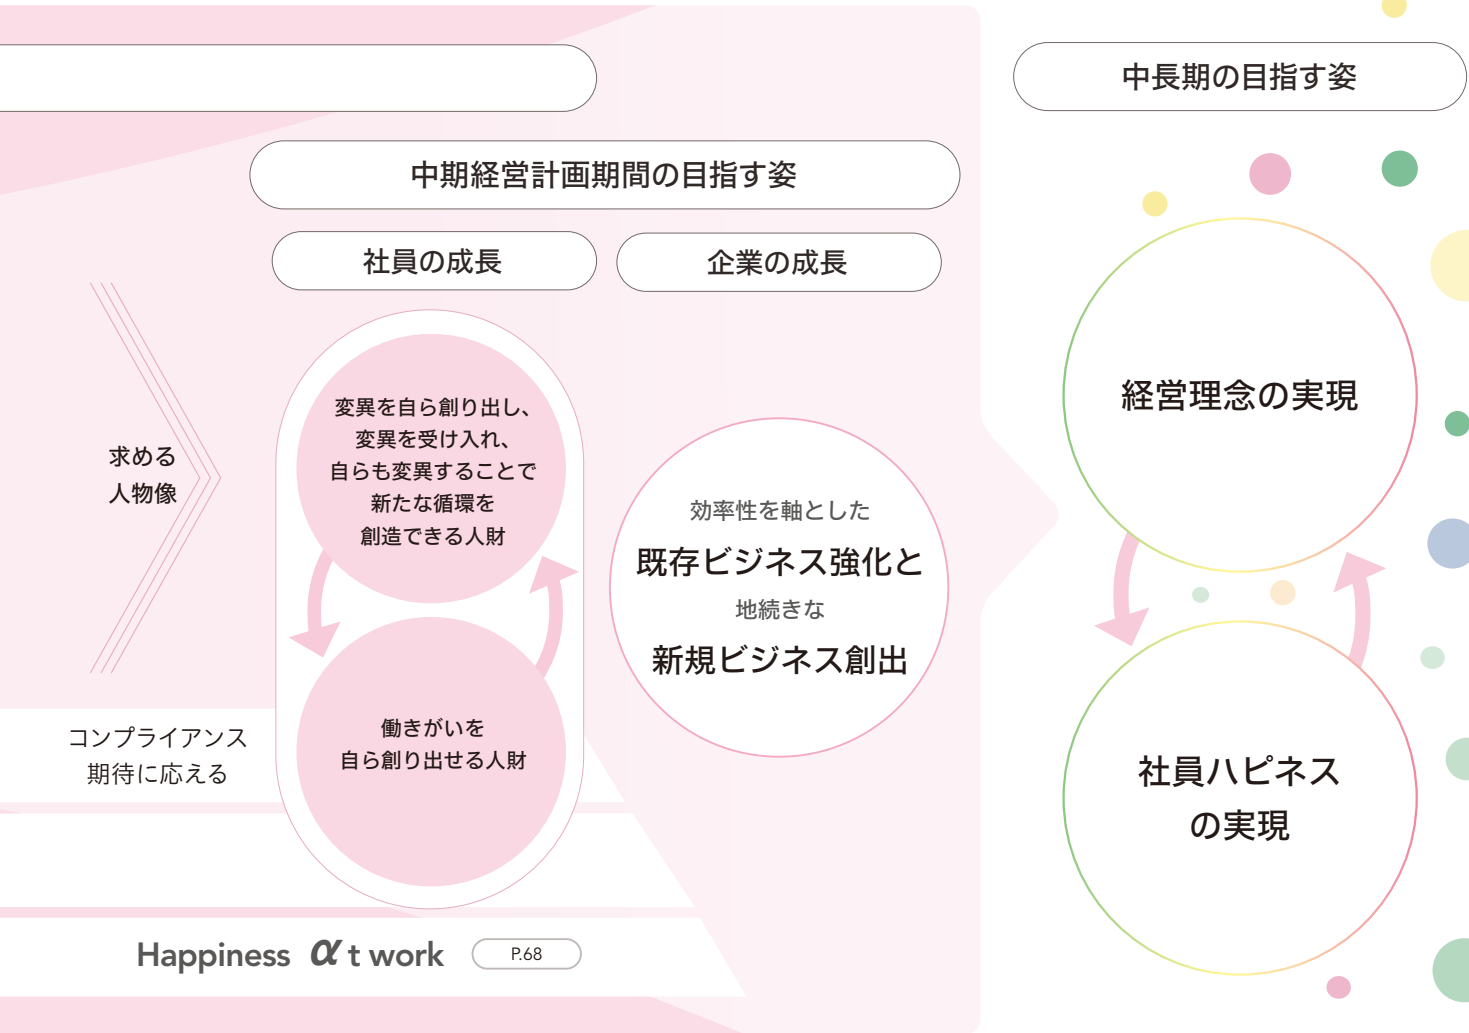 中長期の目指す姿
中期経営計画期間の目指す姿
社員の成長
企業の成長
求める
人物像
変異を自ら創り出し、
変異を受け入れ、
自らも変異することで
新たな循環を
創造できる人財
働きがいを
自ら創り出せる人財
効率性を軸とした
既存ビジネス強化と
地続きな
新規ビジネス創出
経営理念の実現
社員ハピネス
の実現
コンプライアンス
期待に応える
Happiness αt work P.68